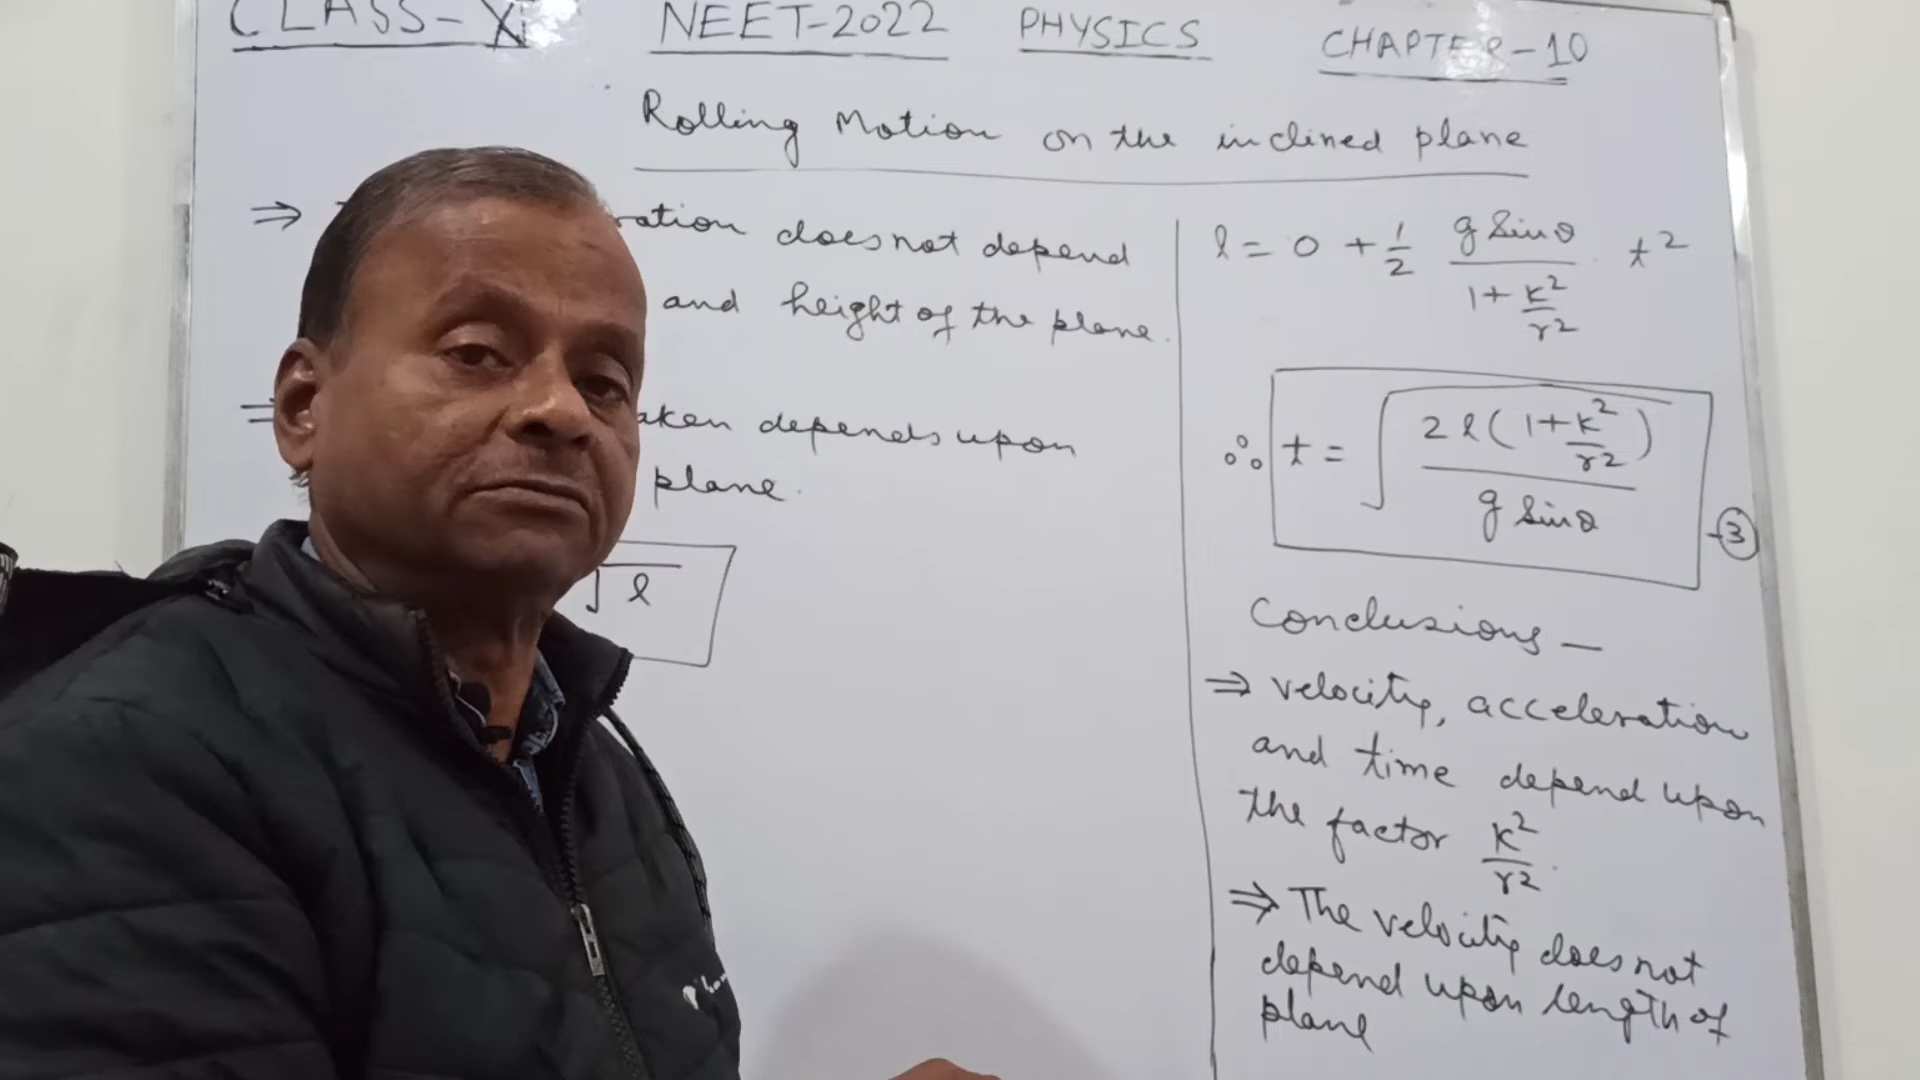 CLASS-XI NEET-2022 PHYSICS CHAPTER-10
Rolling Motion on the inclined plane
⇒ ration does not depend
and height of the plane.
⇒ aken depends upon
plane.
√l
l = 0 + 1/2 g sinθ / (1 + k²/r²) t²
∴ t = √(2l(1 + k²/r²) / g sinθ) -③
Conclusions —
⇒ velocity, acceleration
and time depend upon
the factor k²/r².
⇒ The velocity does not
depend upon length of
plane